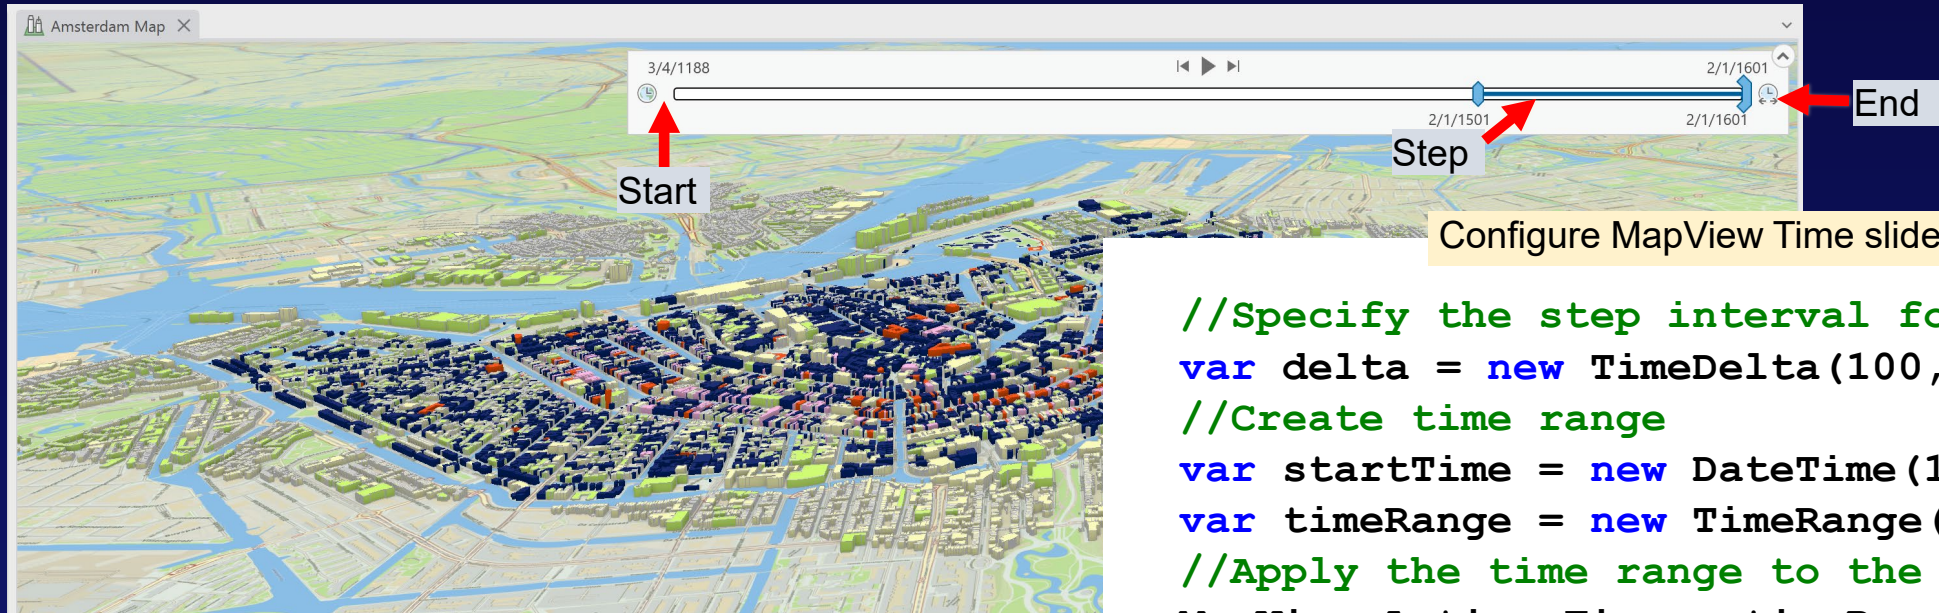 Amsterdam Map
3/4/1188
2/1/1601
2/1/1501
2/1/1601
Start
Step
End
Configure MapView Time slide
//Specify the step interval fo
var delta = new TimeDelta(100,
//Create time range
var startTime = new DateTime(1
var timeRange = new TimeRange(
//Apply the time range to the